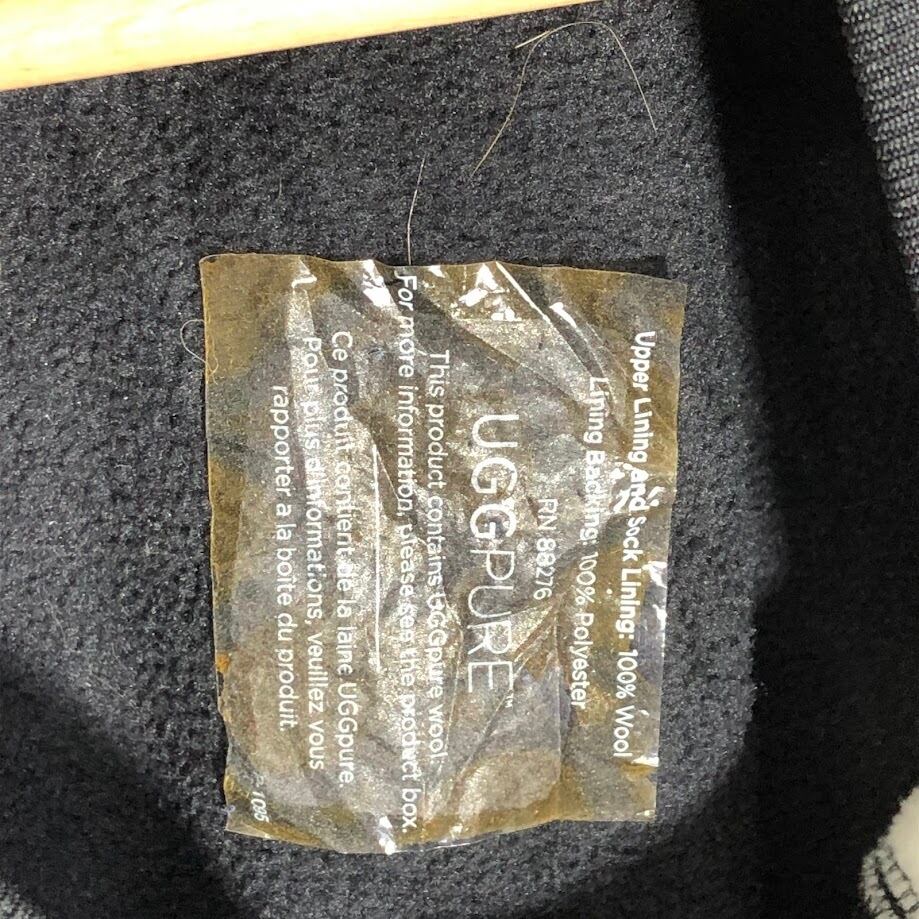 Upper Lining and Sock Lining: 100% Wool
Lining Backing: 100% Polyester
RN 88276
UGGPURE™
This product contains UGGpure wool.
For more information, please see the product box.
Ce produit contient de la laine UGGpure.
Pour plus d'informations, veuillez vous
rapporter a la boîte du produit.